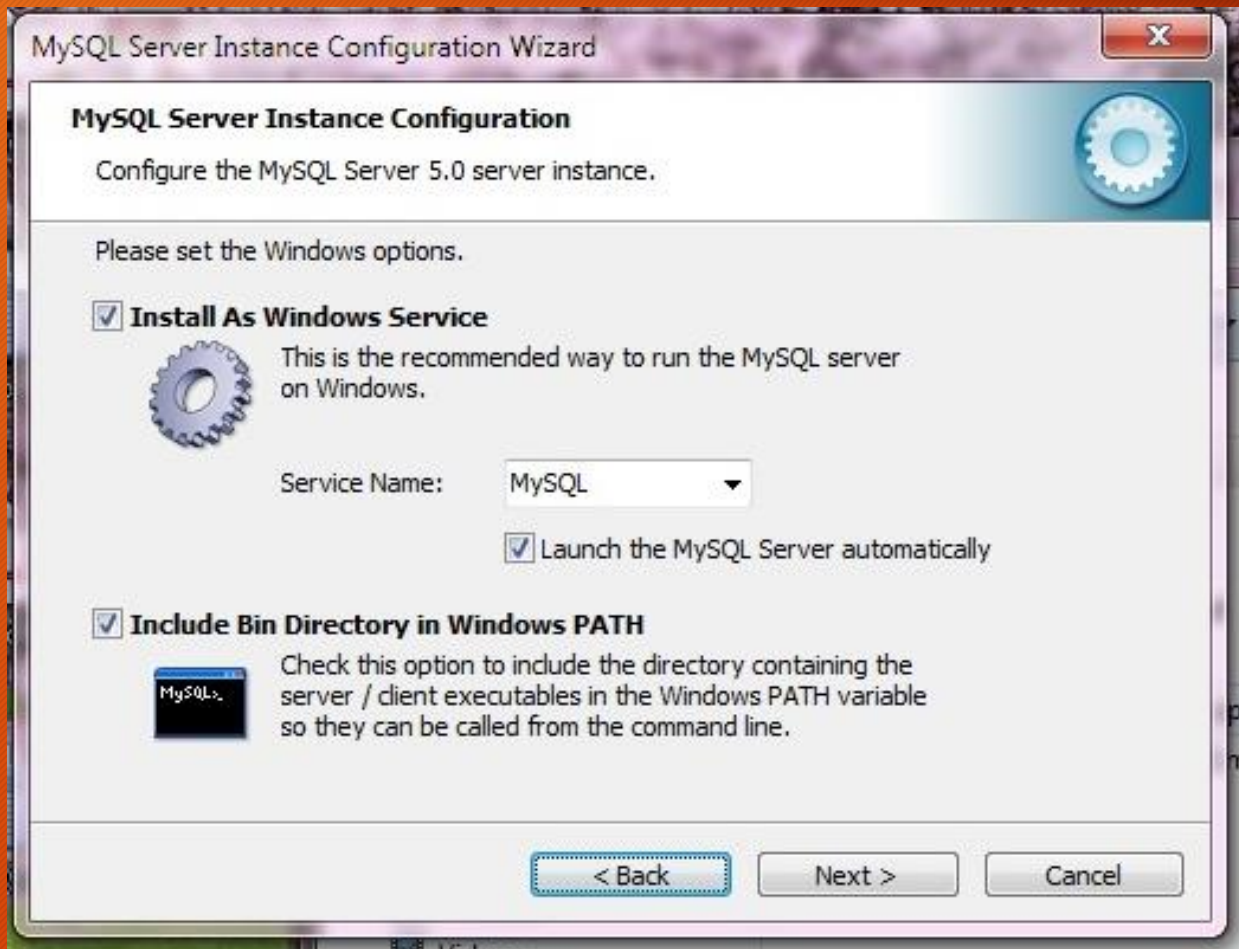 MySQL Server Instance Configuration Wizard
MySQL Server Instance Configuration
Configure the MySQL Server 5.0 server instance.
Please set the Windows options.
Install As Windows Service
This is the recommended way to run the MySQL server
on Windows.
Service Name: MySQL
Launch the MySQL Server automatically
Include Bin Directory in Windows PATH
MySQL>_
Check this option to include the directory containing the
server / client executables in the Windows PATH variable
so they can be called from the command line.
< Back Next > Cancel